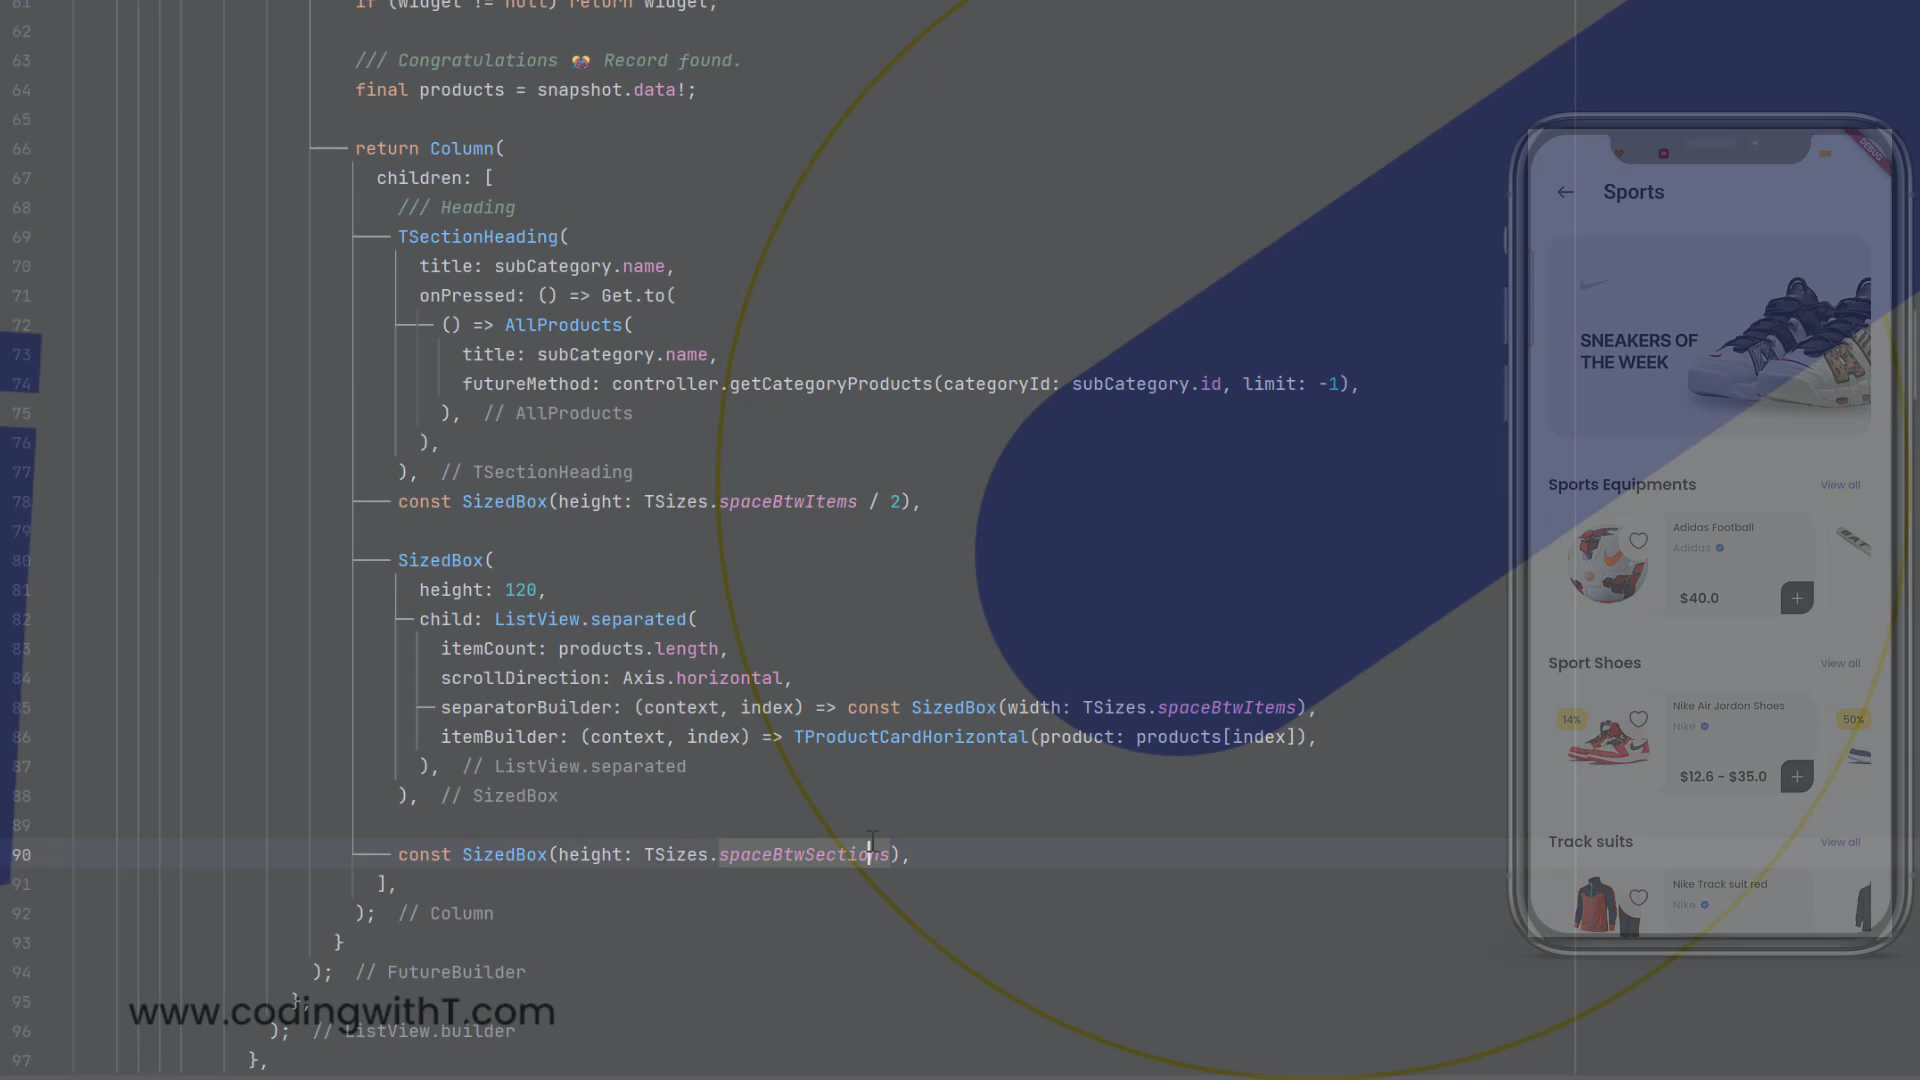 61 if (widget != null) return widget;
62
63 /// Congratulations 🎊 Record found.
64 final products = snapshot.data!;
65
66 return Column(
67 children: [
68 /// Heading
69 TSectionHeading(
70 title: subCategory.name,
71 onPressed: () => Get.to(
72 () => AllProducts(
73 title: subCategory.name,
74 futureMethod: controller.getCategoryProducts(categoryId: subCategory.id, limit: -1),
75 ), // AllProducts
76 ),
77 ), // TSectionHeading
78 const SizedBox(height: TSizes.spaceBtwItems / 2),
79
80 SizedBox(
81 height: 120,
82 child: ListView.separated(
83 itemCount: products.length,
84 scrollDirection: Axis.horizontal,
85 separatorBuilder: (context, index) => const SizedBox(width: TSizes.spaceBtwItems),
86 itemBuilder: (context, index) => TProductCardHorizontal(product: products[index]),
87 ), // ListView.separated
88 ), // SizedBox
89
90 const SizedBox(height: TSizes.spaceBtwSections),
91 ],
92 ); // Column
93 }
94 ); // FutureBuilder
95 };
96 ); // ListView.builder
97 },
www.codingwithT.com
DEBUG
Sports
SNEAKERS OF
THE WEEK
Sports Equipments View all
Adidas Football
Adidas
$40.0
BAT
Sport Shoes View all
14%
Nike Air Jordon Shoes
Nike
50%
$12.6 - $35.0
Track suits View all
Nike Track suit red
Nike